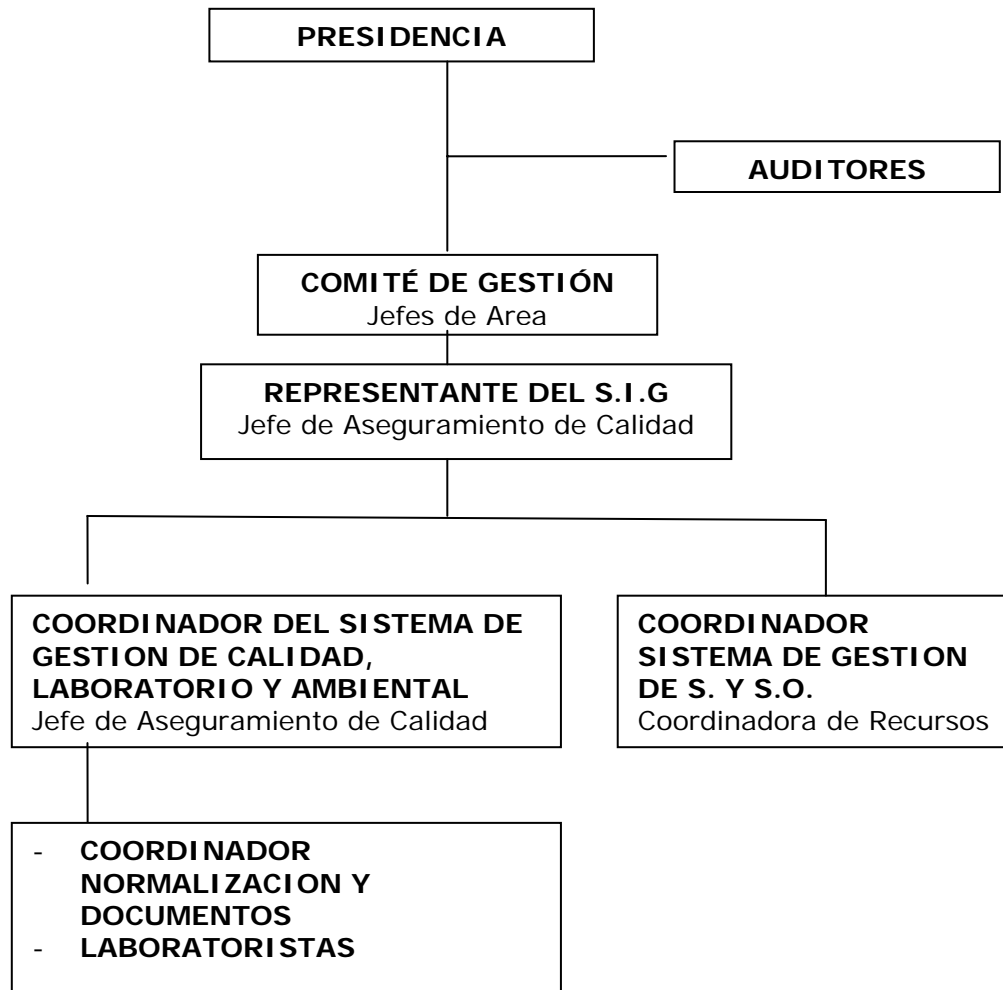 PRESIDENCIA
AUDITORES
COMITÉ DE GESTIÓN
Jefes de Area
REPRESENTANTE DEL S.I.G
Jefe de Aseguramiento de Calidad
COORDINADOR DEL SISTEMA DE
GESTION DE CALIDAD,
LABORATORIO Y AMBIENTAL
Jefe de Aseguramiento de Calidad
COORDINADOR
SISTEMA DE GESTION
DE S. Y S.O.
Coordinadora de Recursos
- COORDINADOR
NORMALIZACION Y
DOCUMENTOS
- LABORATORISTAS